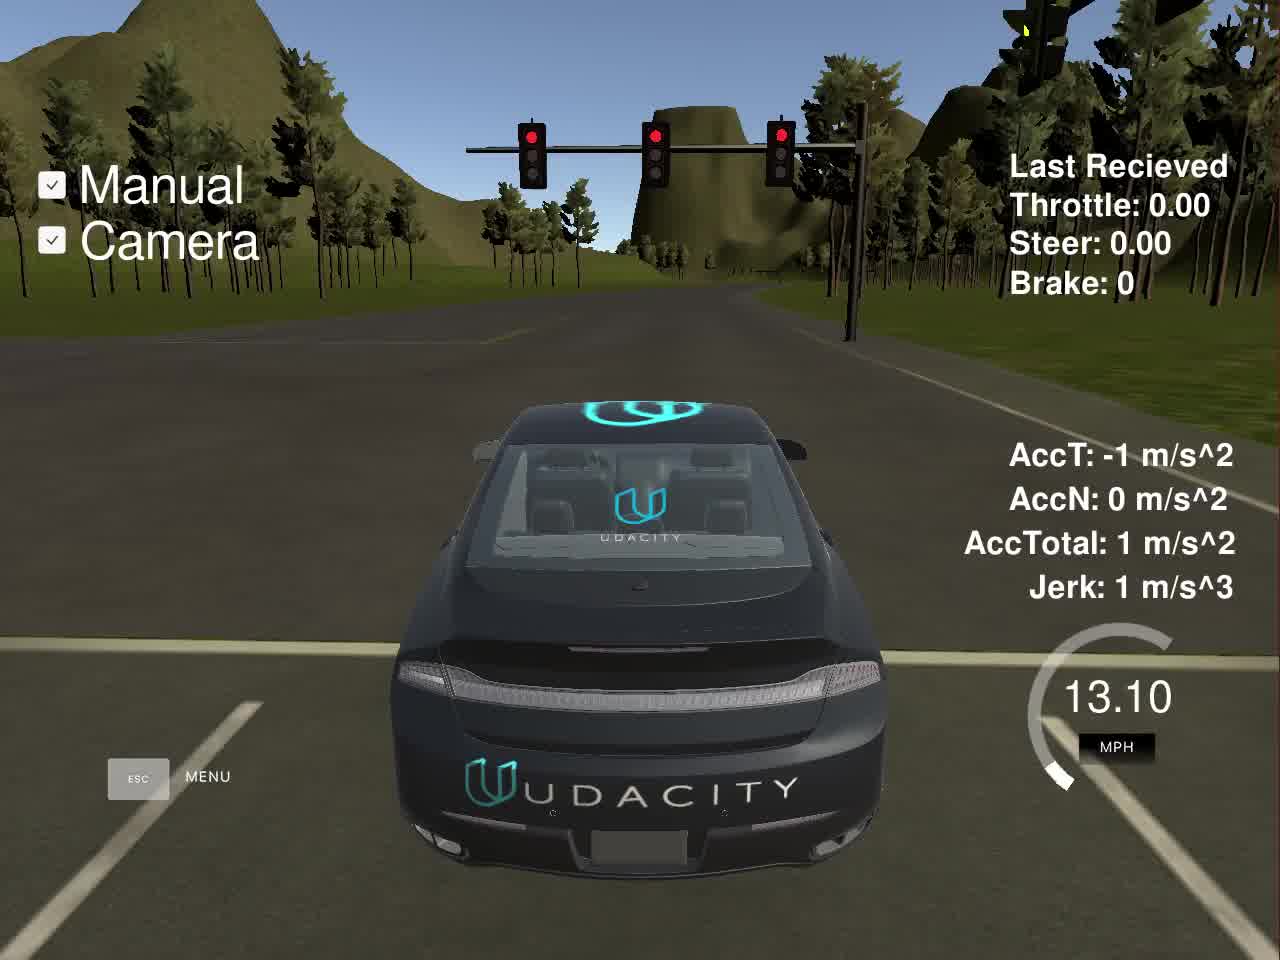 Manual
Camera
Last Recieved
Throttle: 0.00
Steer: 0.00
Brake: 0
AccT: -1 m/s^2
AccN: 0 m/s^2
AccTotal: 1 m/s^2
Jerk: 1 m/s^3
13.10
MPH
UDACITY
ESC MENU
UDACITY